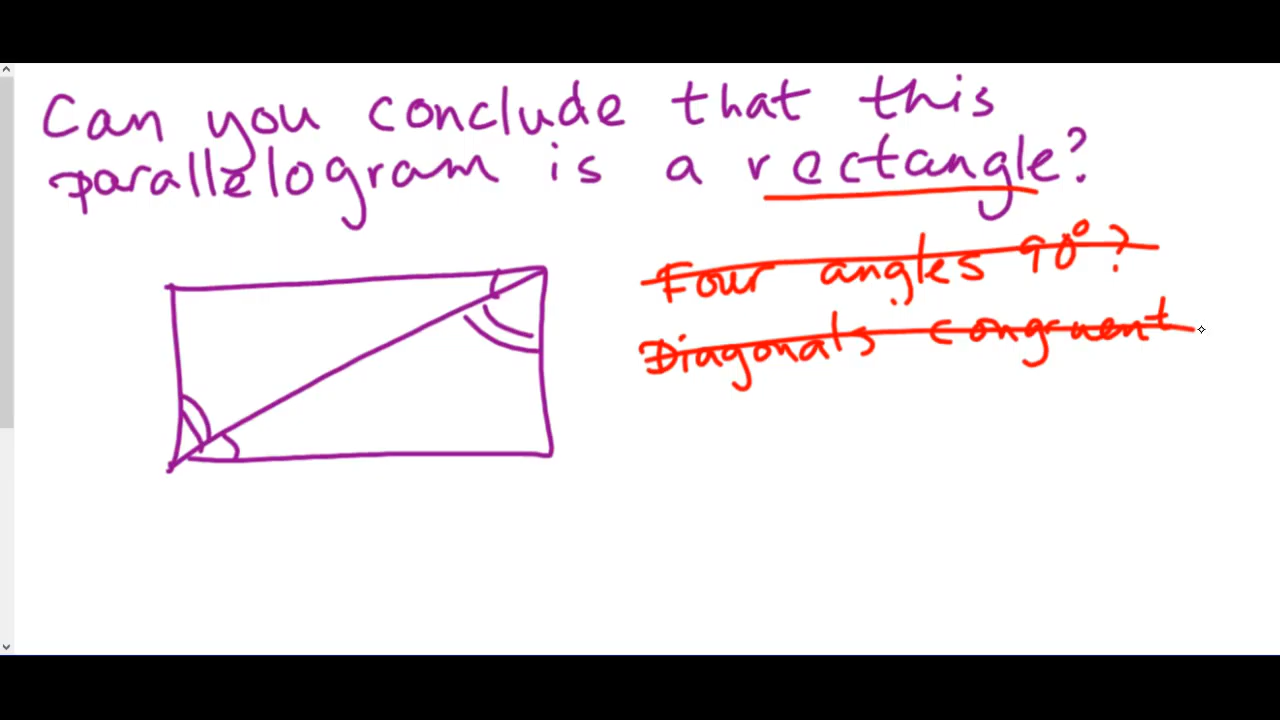 Can you conclude that this
parallelogram is a rectangle?
Four angles 90°?
Diagonals congruent